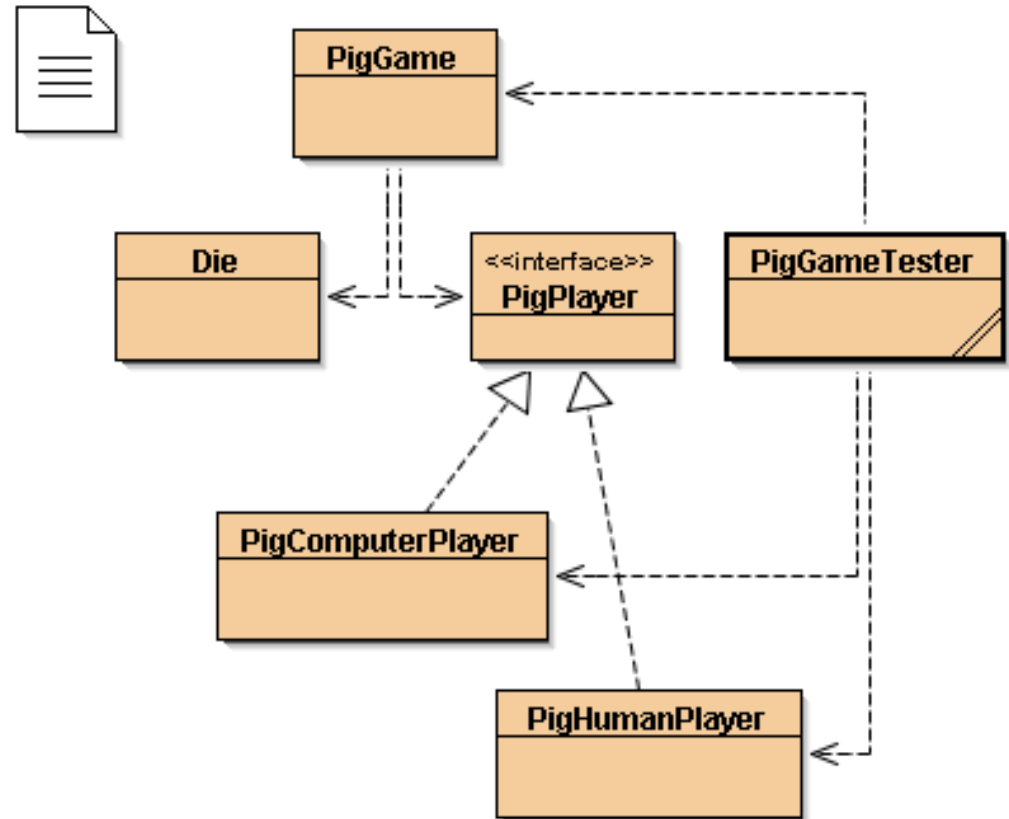 PigGame
Die
<<interface>>
PigPlayer
PigGameTester
PigComputerPlayer
PigHumanPlayer